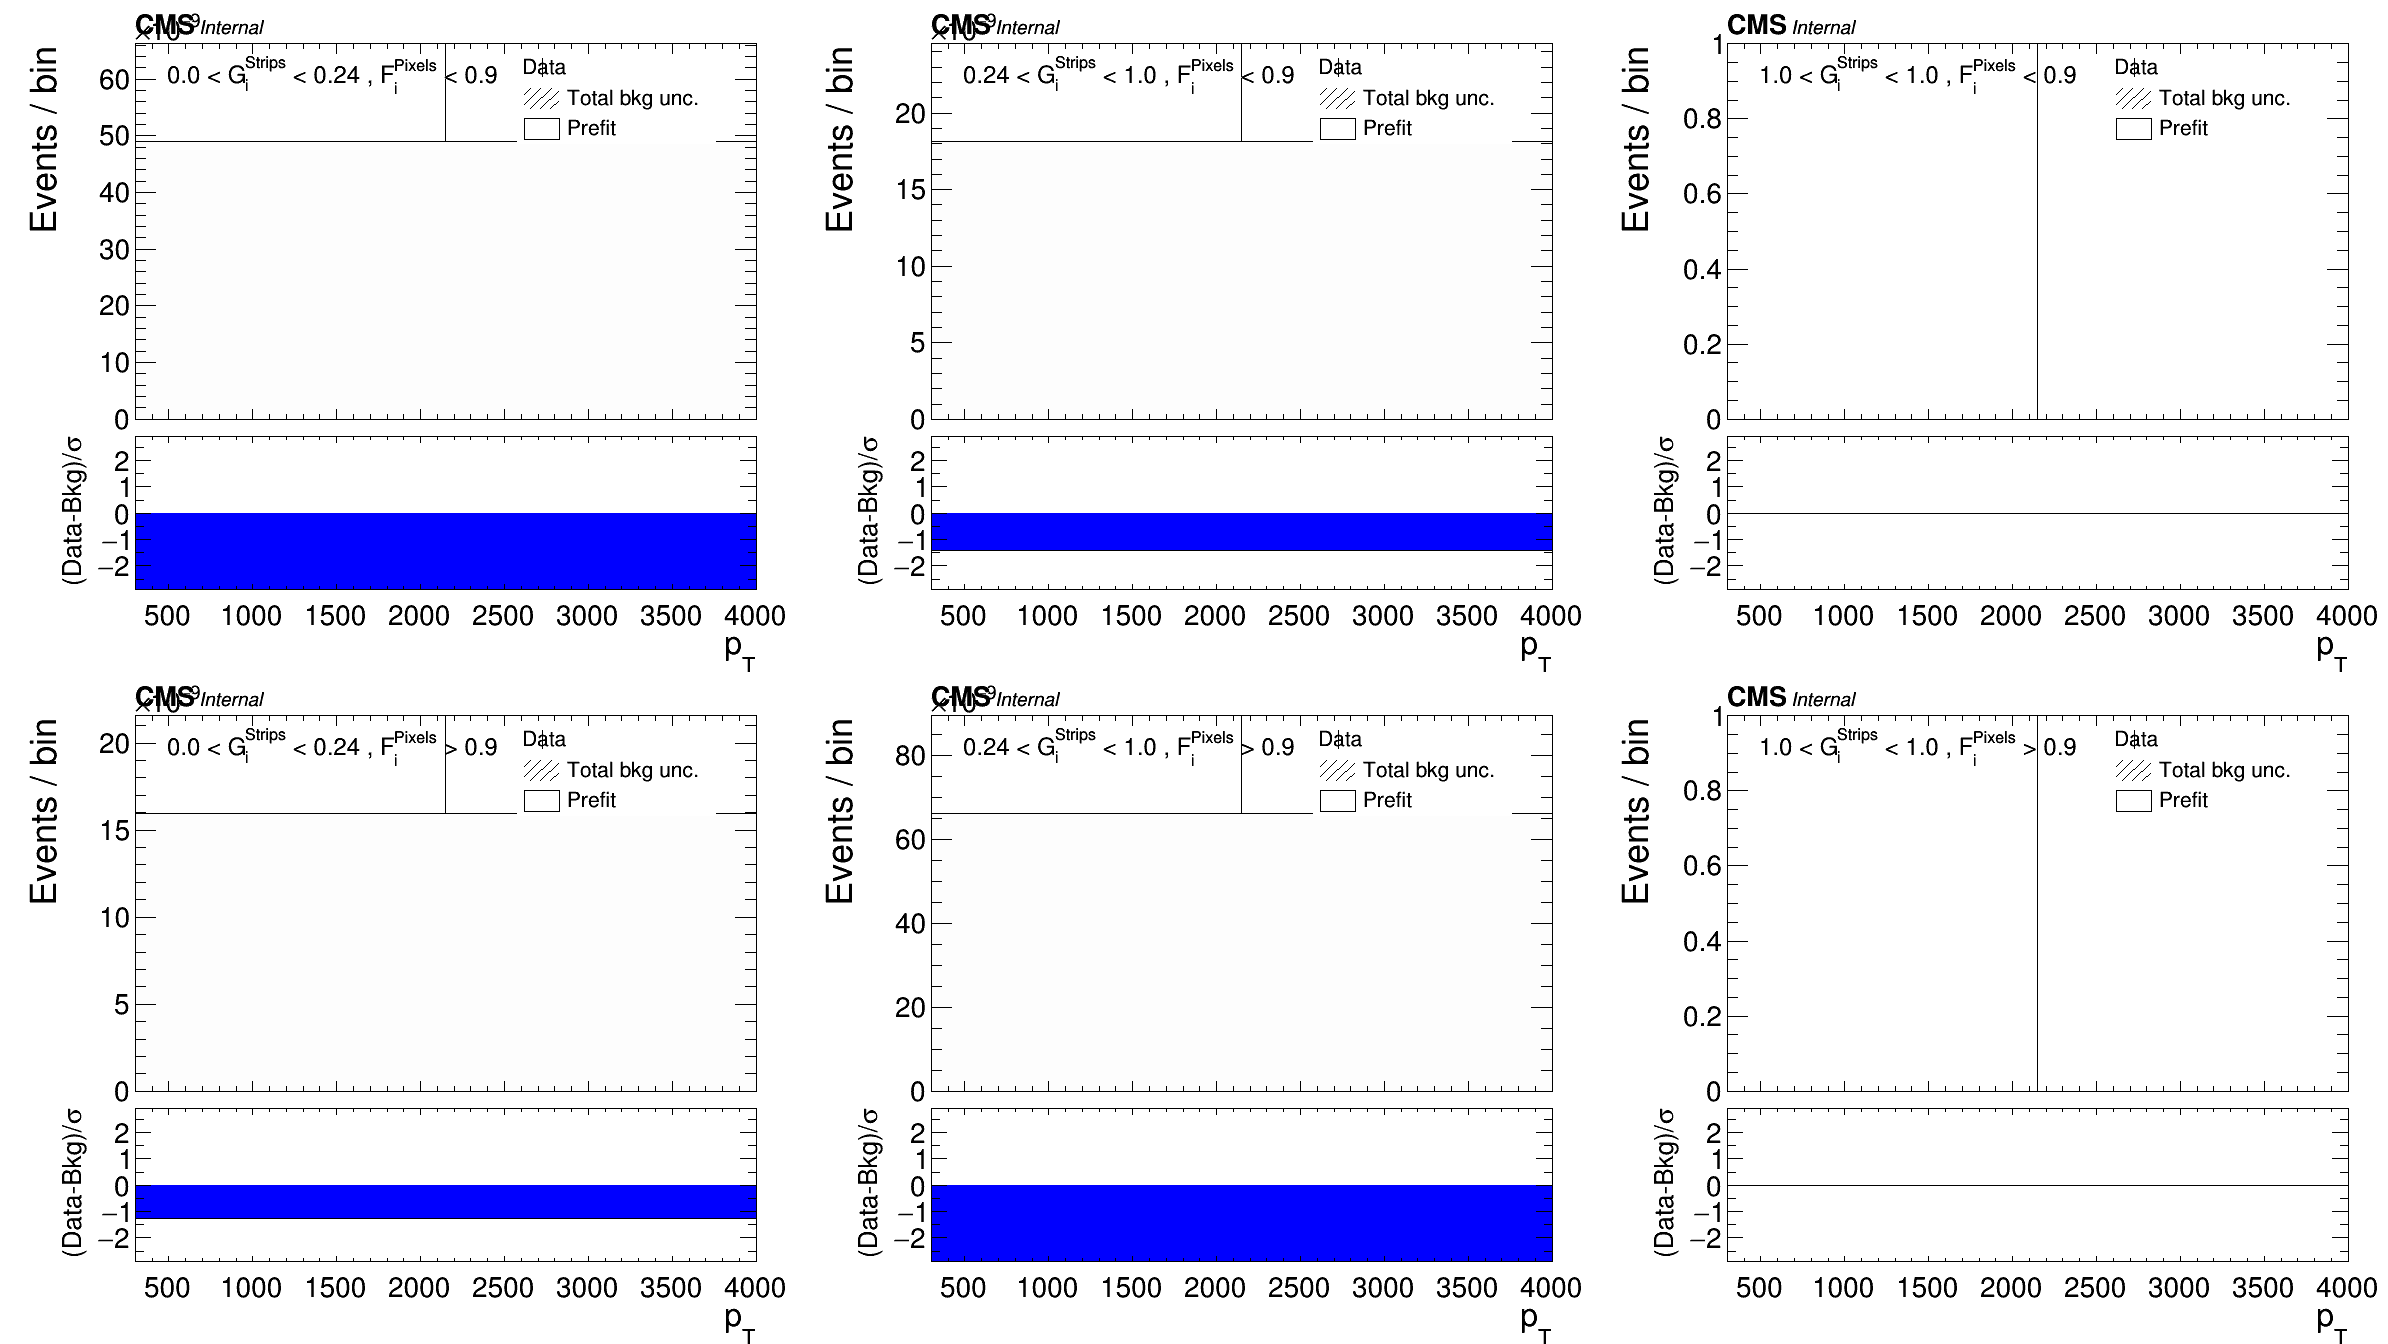 CMS Internal
×10^9
Events / bin
0.0 < G_i^Strips < 0.24 , F_i^Pixels < 0.9
Data
Total bkg unc.
Prefit
60
50
40
30
20
10
0
(Data-Bkg)/σ
2
1
0
−1
−2
500 1000 1500 2000 2500 3000 3500 4000
p_T
CMS Internal
×10^9
Events / bin
0.24 < G_i^Strips < 1.0 , F_i^Pixels < 0.9
Data
Total bkg unc.
Prefit
20
15
10
5
0
(Data-Bkg)/σ
2
1
0
−1
−2
500 1000 1500 2000 2500 3000 3500 4000
p_T
CMS Internal
Events / bin
1.0 < G_i^Strips < 1.0 , F_i^Pixels < 0.9
Data
Total bkg unc.
Prefit
1
0.8
0.6
0.4
0.2
0
(Data-Bkg)/σ
2
1
0
−1
−2
500 1000 1500 2000 2500 3000 3500 4000
p_T
CMS Internal
×10^9
Events / bin
0.0 < G_i^Strips < 0.24 , F_i^Pixels > 0.9
Data
Total bkg unc.
Prefit
20
15
10
5
0
(Data-Bkg)/σ
2
1
0
−1
−2
500 1000 1500 2000 2500 3000 3500 4000
p_T
CMS Internal
×10^9
Events / bin
0.24 < G_i^Strips < 1.0 , F_i^Pixels > 0.9
Data
Total bkg unc.
Prefit
80
60
40
20
0
(Data-Bkg)/σ
2
1
0
−1
−2
500 1000 1500 2000 2500 3000 3500 4000
p_T
CMS Internal
Events / bin
1.0 < G_i^Strips < 1.0 , F_i^Pixels > 0.9
Data
Total bkg unc.
Prefit
1
0.8
0.6
0.4
0.2
0
(Data-Bkg)/σ
2
1
0
−1
−2
500 1000 1500 2000 2500 3000 3500 4000
p_T